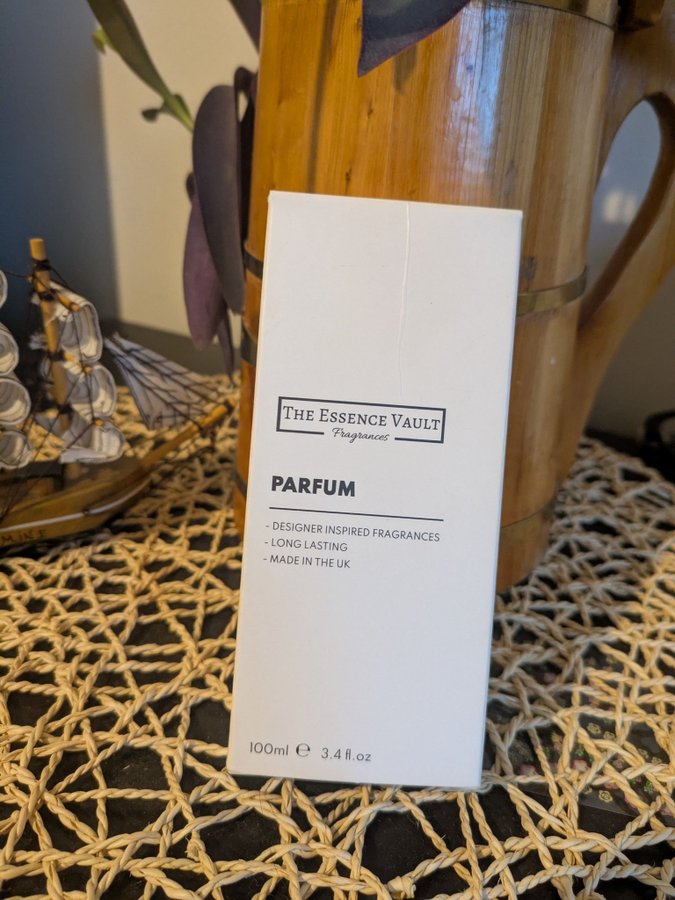 THE ESSENCE VAULT
Fragrances
PARFUM
- DESIGNER INSPIRED FRAGRANCES
- LONG LASTING
- MADE IN THE UK
100ml ℮ 3.4 fl.oz